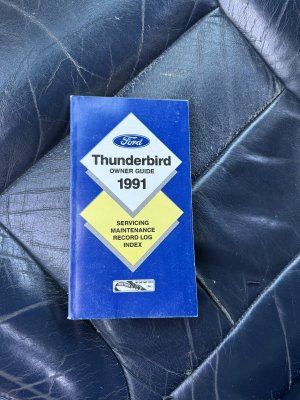 Ford
Thunderbird
OWNER GUIDE
1991
SERVICING
MAINTENANCE
RECORD LOG
INDEX